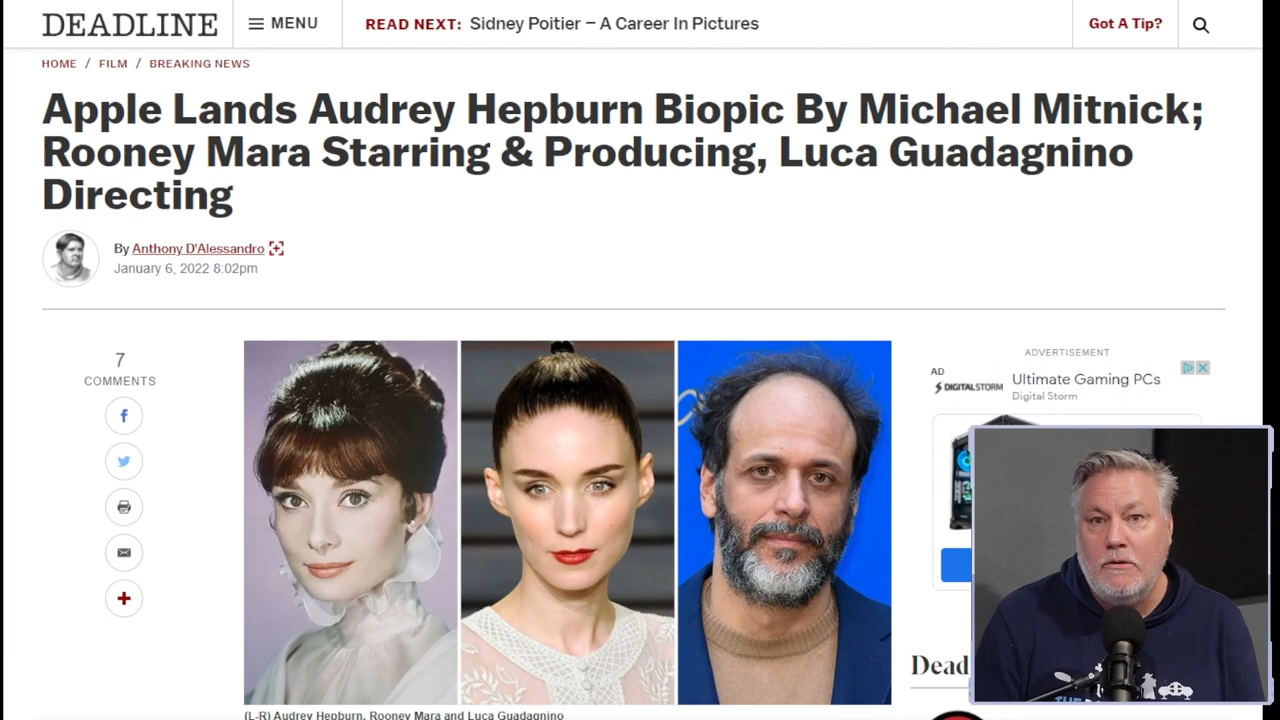 DEADLINE
MENU
READ NEXT: Sidney Poitier – A Career In Pictures
Got A Tip?
HOME / FILM / BREAKING NEWS
Apple Lands Audrey Hepburn Biopic By Michael Mitnick;
Rooney Mara Starring & Producing, Luca Guadagnino
Directing
By Anthony D'Alessandro
January 6, 2022 8:02pm
7
COMMENTS
ADVERTISEMENT
AD
DIGITALSTORM
Ultimate Gaming PCs
Digital Storm
Dead
(L-R) Audrey Hepburn, Rooney Mara and Luca Guadagnino